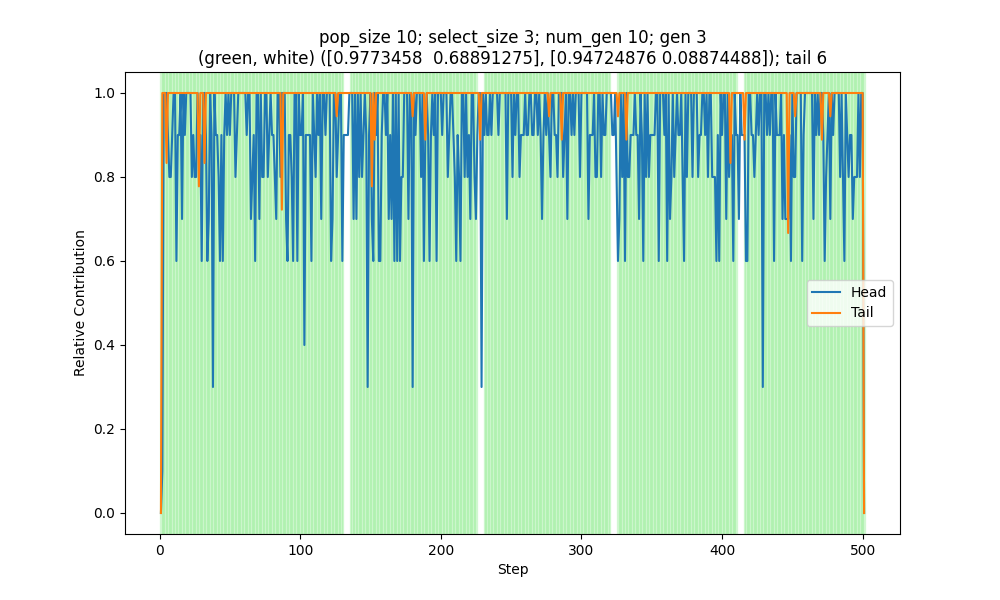 pop_size 10; select_size 3; num_gen 10; gen 3
(green, white) ([0.9773458  0.68891275], [0.94724876 0.08874488]); tail 6
1.0
0.8
0.6
0.4
0.2
0.0
Relative Contribution
Head
Tail
0 100 200 300 400 500
Step